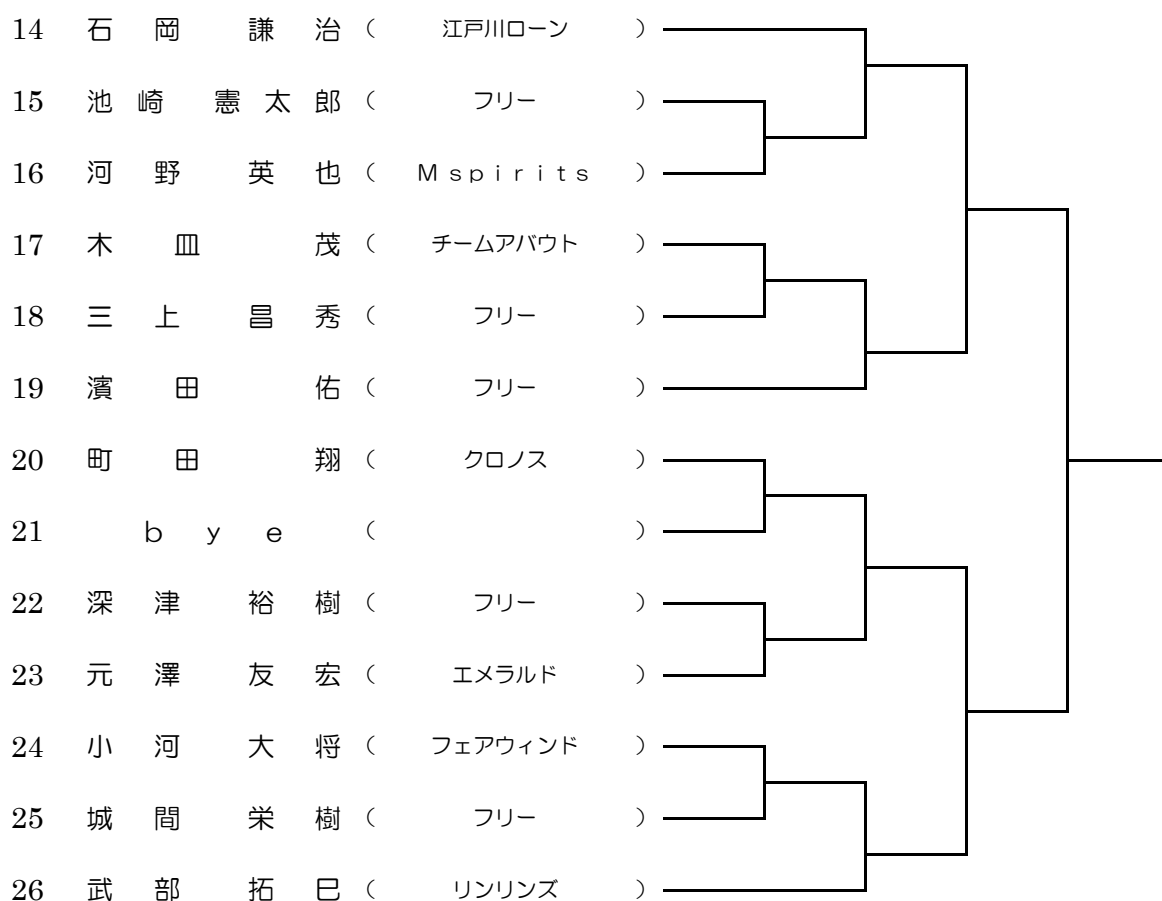 14 石岡 謙治 ( 江戸川ローン )
15 池崎 憲太郎 ( フリー )
16 河野 英也 ( Ｍｓｐｉｒｉｔｓ )
17 木皿 茂 ( チームアバウト )
18 三上 昌秀 ( フリー )
19 濱田 佑 ( フリー )
20 町田 翔 ( クロノス )
21 ｂｙｅ ( )
22 深津 裕樹 ( フリー )
23 元澤 友宏 ( エメラルド )
24 小河 大将 ( フェアウィンド )
25 城間 栄樹 ( フリー )
26 武部 拓巳 ( リンリンズ )